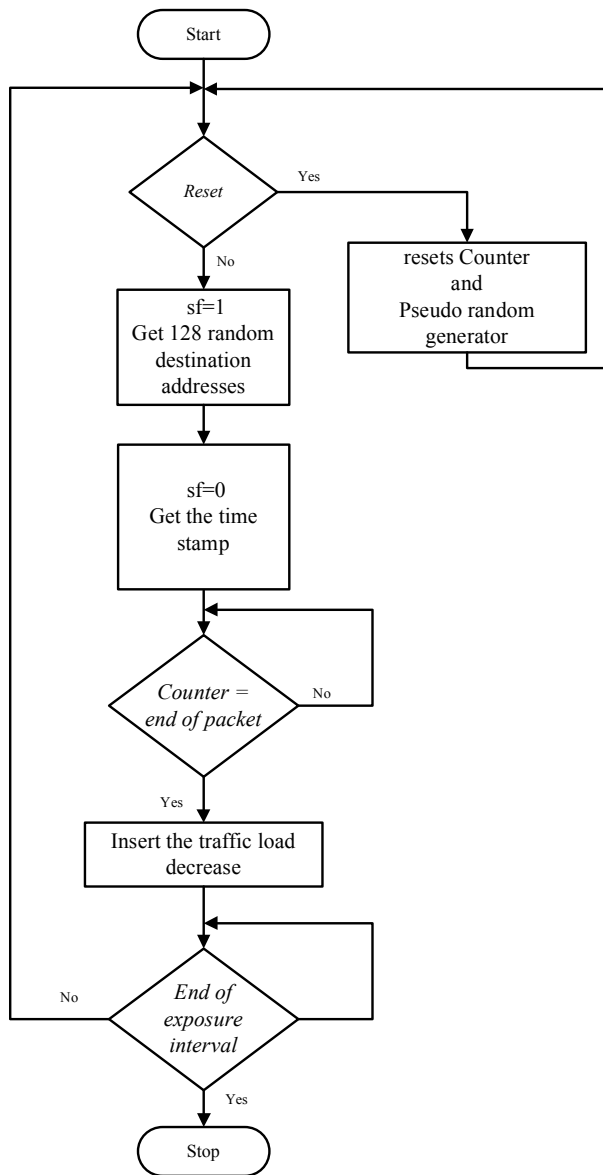 Start
Reset
Yes
No
resets Counter
and
Pseudo random
generator
sf=1
Get 128 random
destination
addresses
sf=0
Get the time
stamp
Counter =
end of packet
No
Yes
Insert the traffic load
decrease
No
End of
exposure
interval
Yes
Stop